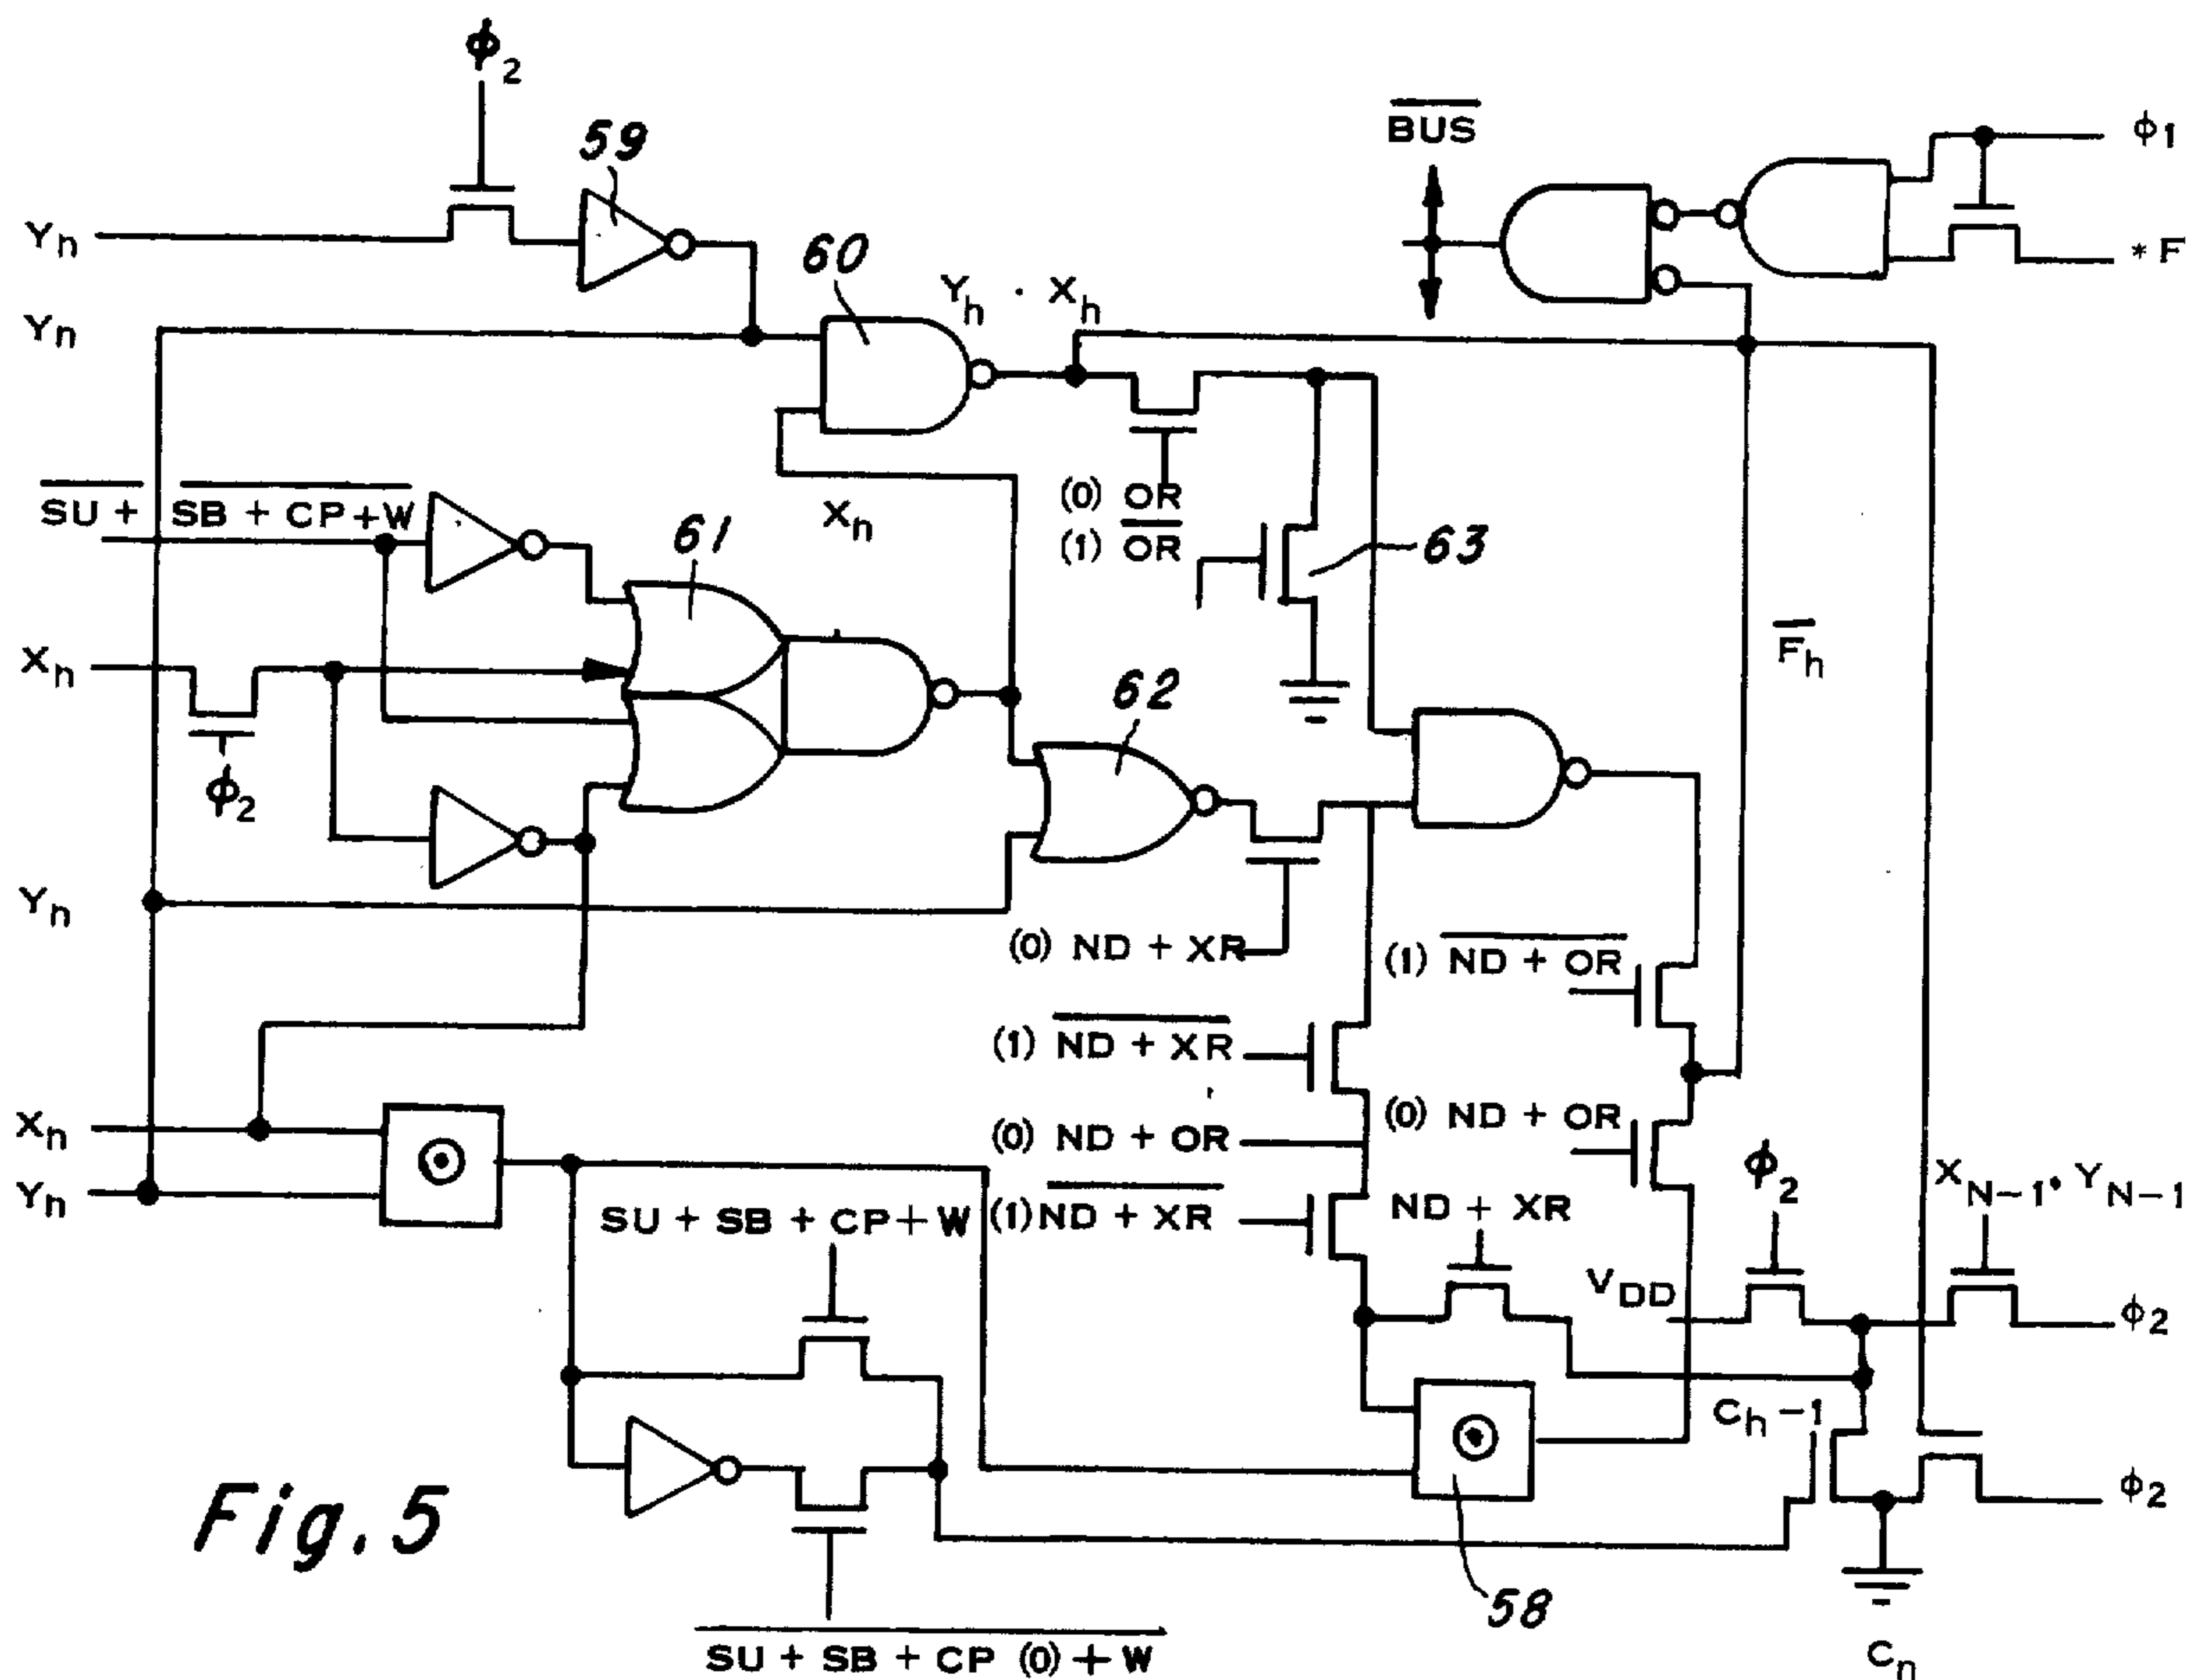 ϕ2
59
BUS
ϕ1
Yh
60
* F
Yn
Yh · Xh
SU + SB + CP+W
61
Xh
(0) OR
(1) OR
63
Xh
Fh
62
ϕ2
Yh
(0) ND + XR
(1) ND + OR
(1) ND + XR
(0) ND + OR
(0) ND + OR
Xn
Yn
ϕ2
XN-1· YN-1
SU + SB + CP+ W
(1) ND + XR
ND + XR
VDD
ϕ2
Ch-1
ϕ2
Fig. 5
58
SU + SB + CP (0) + W
Cn